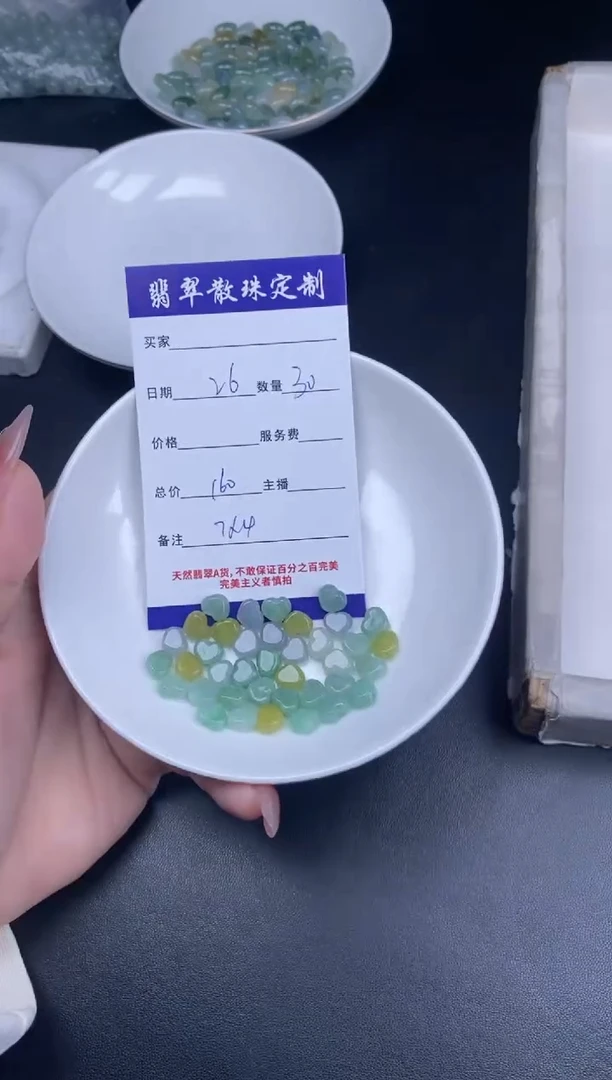 翡翠散珠定制
买家
日期 26 数量 30
价格 服务费
总价 160 主播
备注 7x4
天然翡翠A货,不敢保证百分之百完美
完美主义者慎拍